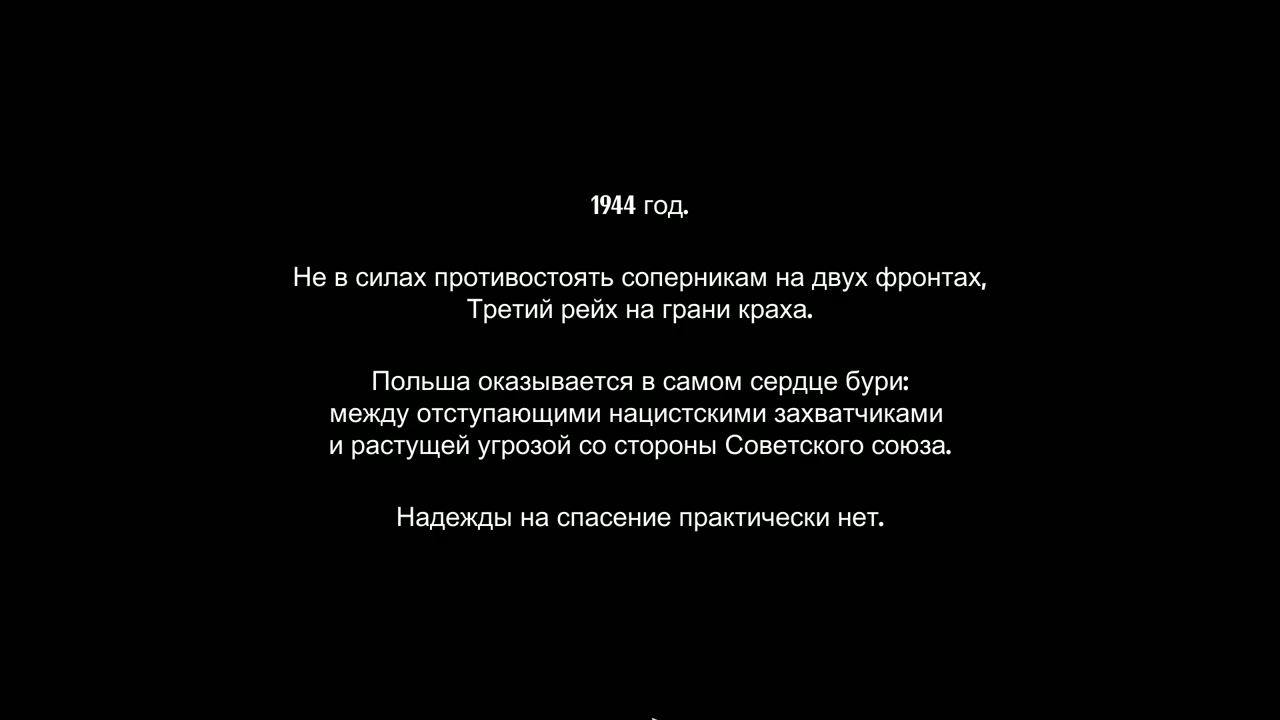 1944 год.
Не в силах противостоять соперникам на двух фронтах,
Третий рейх на грани краха.
Польша оказывается в самом сердце бури:
между отступающими нацистскими захватчиками
и растущей угрозой со стороны Советского союза.
Надежды на спасение практически нет.